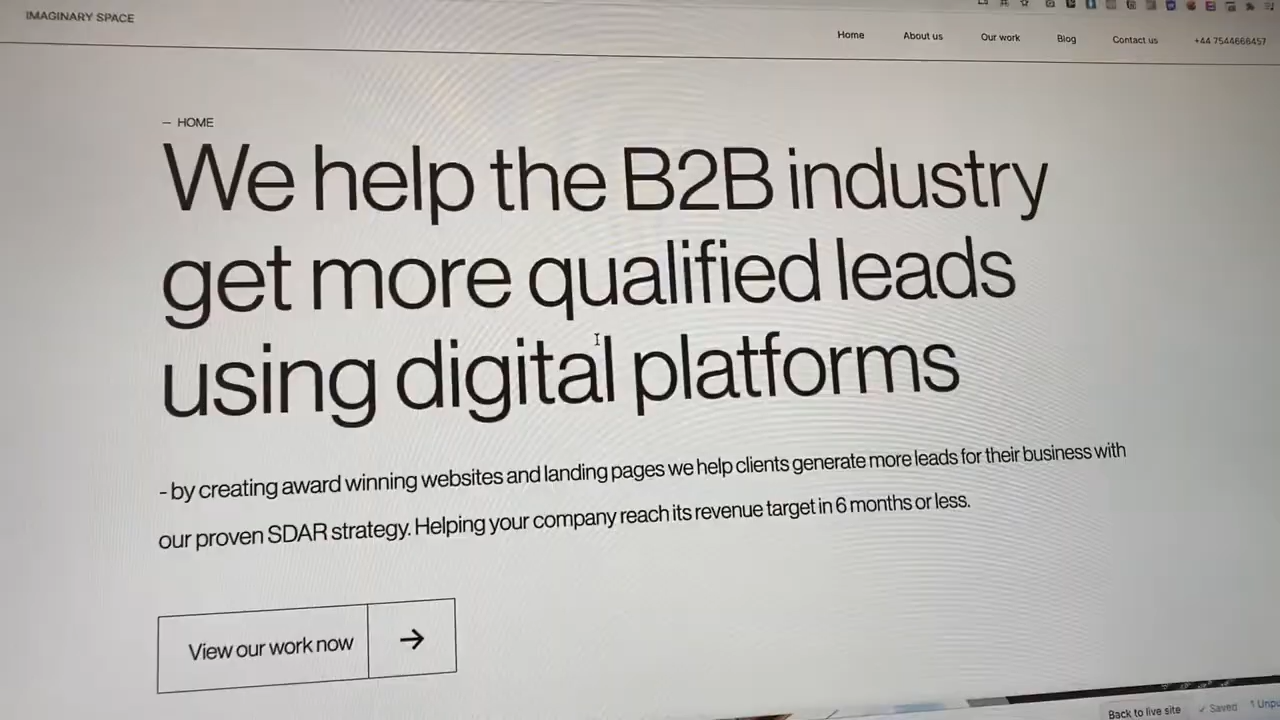 IMAGINARY SPACE
Home About us Our work Blog Contact us +44 7544666457
— HOME
We help the B2B industry
get more qualified leads
using digital platforms
- by creating award winning websites and landing pages we help clients generate more leads for their business with
our proven SDAR strategy. Helping your company reach its revenue target in 6 months or less.
View our work now →
Back to live site ✓ Saved